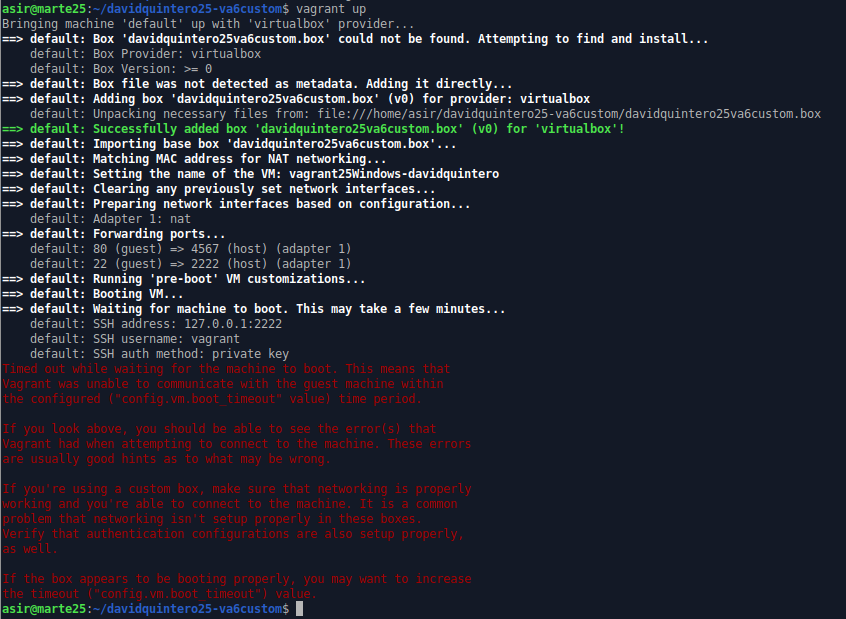 asir@marte25:~/davidquintero25-va6custom$ vagrant up
Bringing machine 'default' up with 'virtualbox' provider...
==> default: Box 'davidquintero25va6custom.box' could not be found. Attempting to find and install...
    default: Box Provider: virtualbox
    default: Box Version: >= 0
==> default: Box file was not detected as metadata. Adding it directly...
==> default: Adding box 'davidquintero25va6custom.box' (v0) for provider: virtualbox
    default: Unpacking necessary files from: file:///home/asir/davidquintero25-va6custom/davidquintero25va6custom.box
==> default: Successfully added box 'davidquintero25va6custom.box' (v0) for 'virtualbox'!
==> default: Importing base box 'davidquintero25va6custom.box'...
==> default: Matching MAC address for NAT networking...
==> default: Setting the name of the VM: vagrant25Windows-davidquintero
==> default: Clearing any previously set network interfaces...
==> default: Preparing network interfaces based on configuration...
    default: Adapter 1: nat
==> default: Forwarding ports...
    default: 80 (guest) => 4567 (host) (adapter 1)
    default: 22 (guest) => 2222 (host) (adapter 1)
==> default: Running 'pre-boot' VM customizations...
==> default: Booting VM...
==> default: Waiting for machine to boot. This may take a few minutes...
    default: SSH address: 127.0.0.1:2222
    default: SSH username: vagrant
    default: SSH auth method: private key
Timed out while waiting for the machine to boot. This means that
Vagrant was unable to communicate with the guest machine within
the configured ("config.vm.boot_timeout" value) time period.

If you look above, you should be able to see the error(s) that
Vagrant had when attempting to connect to the machine. These errors
are usually good hints as to what may be wrong.

If you're using a custom box, make sure that networking is properly
working and you're able to connect to the machine. It is a common
problem that networking isn't setup properly in these boxes.
Verify that authentication configurations are also setup properly,
as well.

If the box appears to be booting properly, you may want to increase
the timeout ("config.vm.boot_timeout") value.
asir@marte25:~/davidquintero25-va6custom$